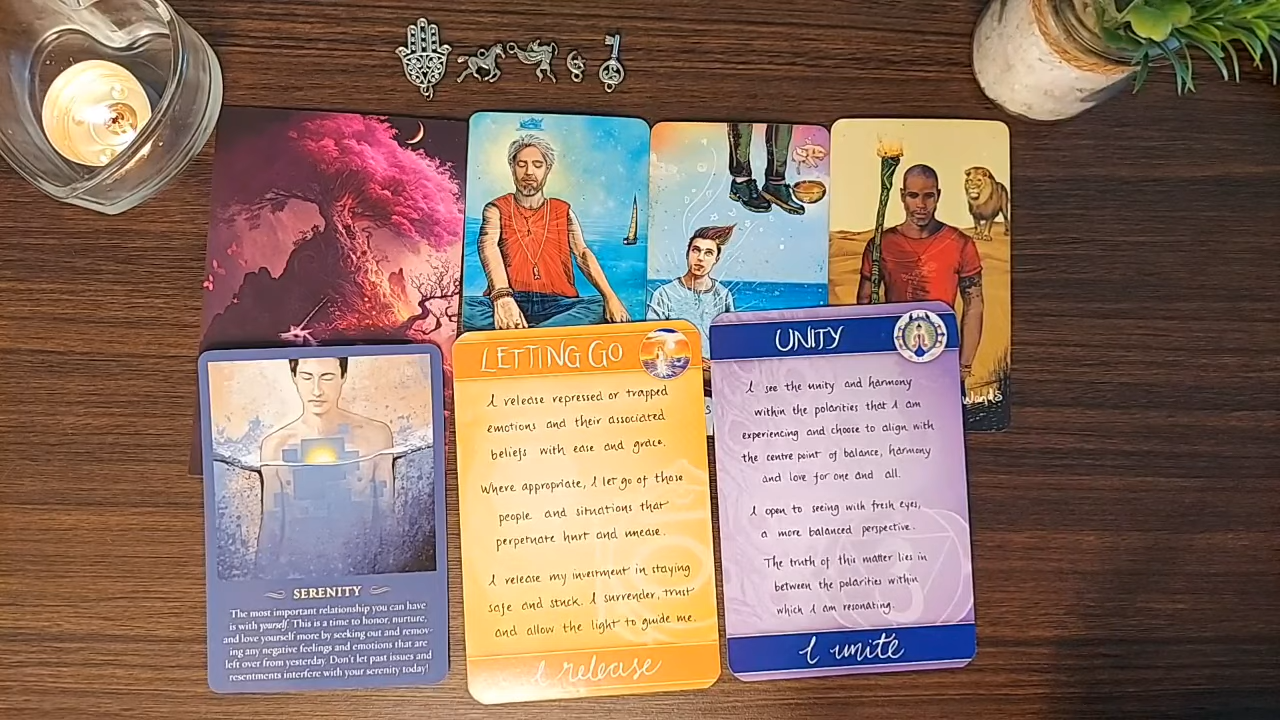 Wands
SERENITY
The most important relationship you can have
is with yourself. This is a time to honor, nurture,
and love yourself more by seeking out and remov-
ing any negative feelings and emotions that are
left over from yesterday. Don't let past issues and
resentments interfere with your serenity today!
LETTING GO
I release repressed or trapped
emotions and their associated
beliefs with ease and grace.
Where appropriate, I let go of those
people and situations that
perpetuate hurt and unease.
I release my investment in staying
safe and stuck. I surrender, trust
and allow the light to guide me.
I release
UNITY
I see the unity and harmony
within the polarities that I am
experiencing and choose to align with
the centre point of balance, harmony
and love for one and all.
I open to seeing with fresh eyes,
a more balanced perspective.
The truth of this matter lies in
between the polarities within
which I am resonating.
I unite